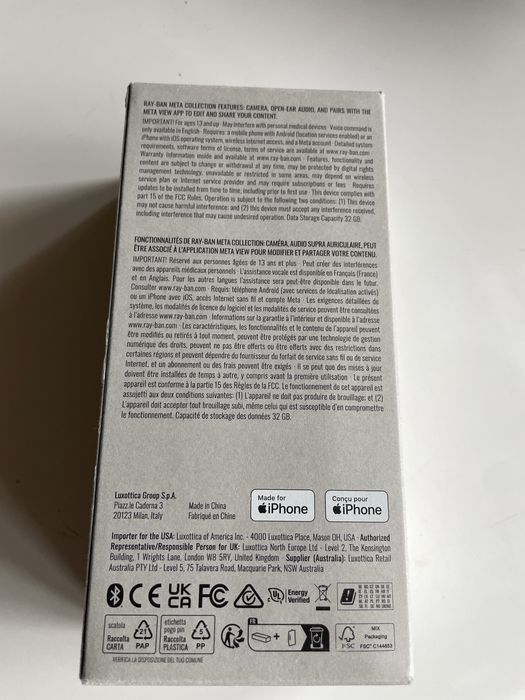 RAY-BAN META COLLECTION FEATURES: CAMERA, OPEN-EAR AUDIO, AND PAIRS WITH THE
META VIEW APP TO EDIT AND SHARE YOUR CONTENT.
IMPORTANT! For ages 13 and up · May interfere with personal medical devices · Voice command is
only available in English · Requires: a mobile phone with Android (location services enabled) or an
iPhone with iOS operating system, wireless internet access, and a Meta account · Detailed system
requirements, software terms of license, terms of service are available at www.ray-ban.com ·
Warranty information inside and available at www.ray-ban.com · Features, functionality and
content are subject to change or withdrawal at any time, may be protected by digital rights
management technology, unavailable or restricted in some areas, may depend on wireless
service plan or Internet service provider and may require subscriptions or fees · Requires
updates to be installed from time to time, including prior to first use · This device complies with
part 15 of the FCC Rules. Operation is subject to the following two conditions: (1) This device
may not cause harmful interference; and (2) this device must accept any interference received,
including interference that may cause undesired operation. Data Storage Capacity 32 GB.
FONCTIONNALITÉS DE RAY-BAN META COLLECTION: CAMÉRA, AUDIO SUPRA AURICULAIRE, PEUT
ÊTRE ASSOCIÉ À L'APPLICATION META VIEW POUR MODIFIER ET PARTAGER VOTRE CONTENU.
IMPORTANT! Réservé aux personnes âgées de 13 ans et plus · Peut créer des interférences
avec des appareils médicaux personnels · L'assistance vocale est disponible en Français (France)
et en Anglais. Pour les autres langues l'assistance sera peut-être disponible dans le futur.
Consulter www.ray-ban.com · Requis: téléphone Android (avec services de localisation activés)
ou un iPhone avec iOS, accès Internet sans fil et compte Meta · Les exigences détaillées de
système, les modalités de licence du logiciel et les modalités de service peuvent être consultées
à l'adresse www.ray-ban.com · Informations sur la garantie à l'intérieur et disponible à l'adresse
www.ray-ban.com · Les caractéristiques, les fonctionnalités et le contenu de l'appareil peuvent
être modifiés ou retirés à tout moment, peuvent être protégés par une technologie de gestion
numérique des droits, peuvent ne pas être offerts ou être offerts avec des restrictions dans
certaines régions et peuvent dépendre du fournisseur du forfait de service sans fil ou de service
Internet, et un abonnement ou des frais peuvent être exigés · Il se peut que des mises à jour
doivent être installées de temps à autre, y compris avant la première utilisation · Le présent
appareil est conforme à la partie 15 des Règles de la FCC. Le fonctionnement de cet appareil est
assujetti aux deux conditions suivantes: (1) L'appareil ne doit pas produire de brouillage; et (2)
L'appareil doit accepter tout brouillage subi, même celui qui est susceptible d'en compromettre
le fonctionnement. Capacité de stockage des données 32 GB.
Luxottica Group S.p.A.
Piazz.le Cadorna 3
20123 Milan, Italy
Made in China
Fabriqué en Chine
Made for
iPhone
Conçu pour
iPhone
Importer for the USA: Luxottica of America Inc. - 4000 Luxottica Place, Mason OH, USA · Authorized
Representative/Responsible Person for UK: Luxottica North Europe Ltd - Level 2, The Kensington
Building, 1 Wrights Lane, London W8 5RY, United Kingdom · Supplier (Australia): Luxottica Retail
Australia PTY Ltd - Level 5, 75 Talavera Road, Macquarie Park, NSW Australia
CE UK CA FC UL Energy Verified
scatola
Raccolta
CARTA
21
PAP
etichetta
pogo pin
Raccolta
PLASTICA
5
PP
FR
+
FSC
MIX
Packaging
FSC® C144853
VERIFICA LA DISPOSIZIONE DEL TUO COMUNE